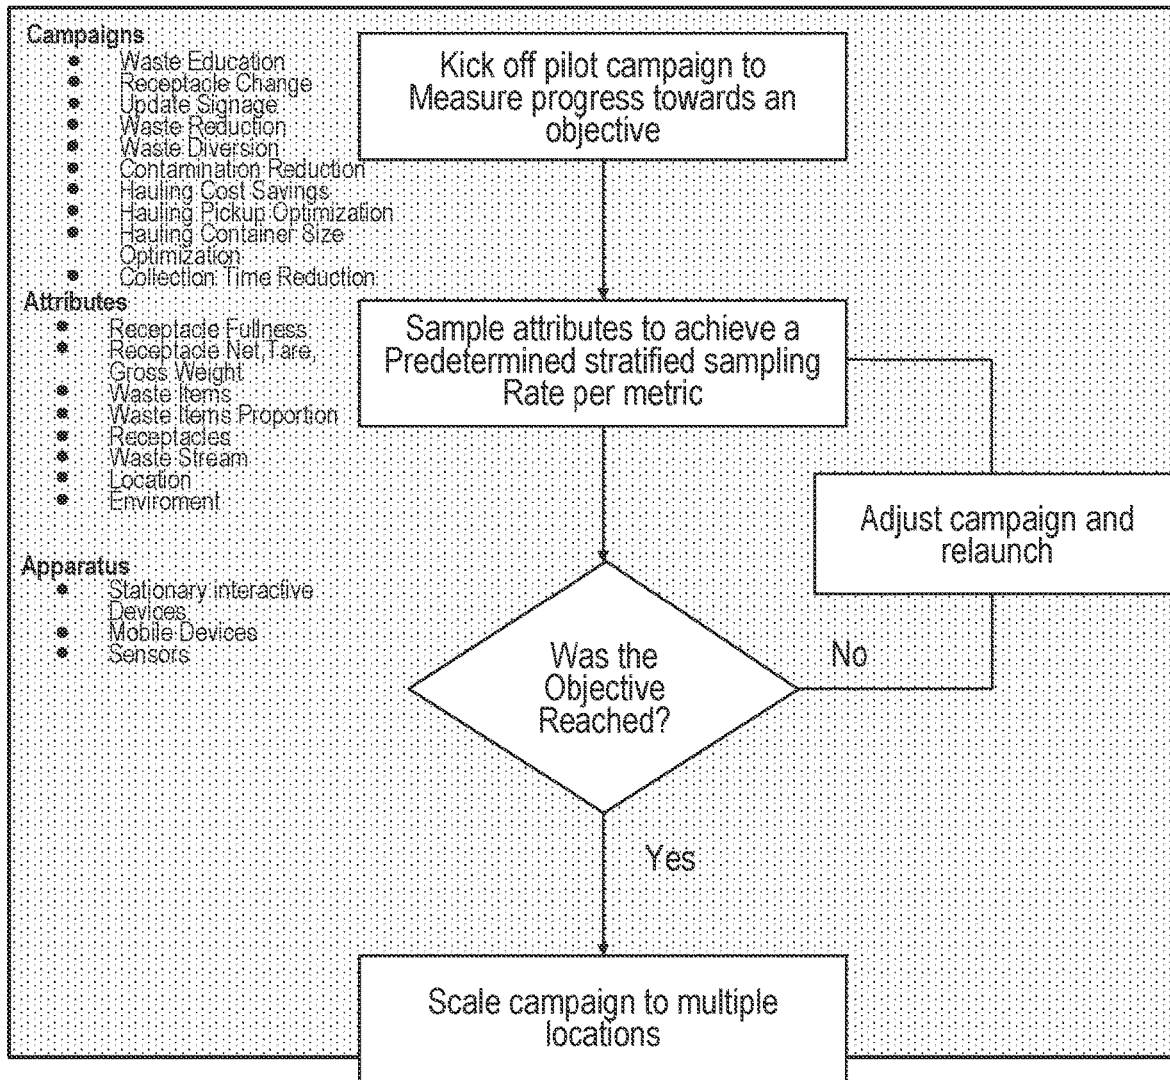 Campaigns
Waste Education
Receptacle Change
Update Signage
Waste Reduction
Waste Diversion
Contamination Reduction
Hauling Cost Savings
Hauling Pickup Optimization
Hauling Container Size
Optimization
Collection Time Reduction
Attributes
Receptacle Fullness
Receptacle Net,Tare,
Gross Weight
Waste Items
Waste Items Proportion
Receptacles
Waste Stream
Location
Enviroment
Apparatus
Stationary interactive
Devices
Mobile Devices
Sensors
Kick off pilot campaign to
Measure progress towards an
objective
Sample attributes to achieve a
Predetermined stratified sampling
Rate per metric
Adjust campaign and
relaunch
Was the
Objective
Reached?
No
Yes
Scale campaign to multiple
locations